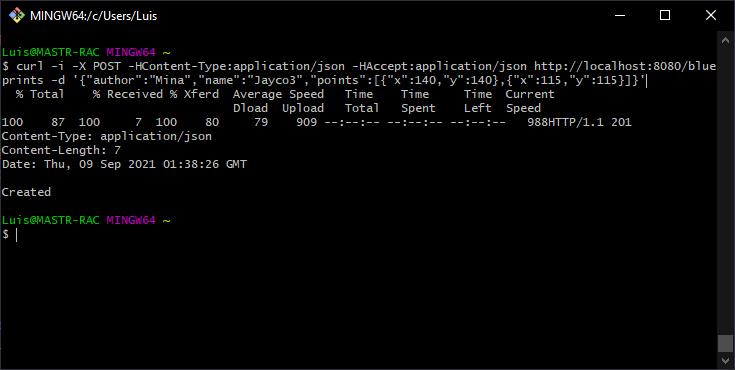 MINGW64:/c/Users/Luis
Luis@MASTR-RAC MINGW64 ~
$ curl -i -X POST -HContent-Type:application/json -HAccept:application/json http://localhost:8080/blue
prints -d '{"author":"Mina","name":"Jayco3","points":[{"x":140,"y":140},{"x":115,"y":115}]}'
  % Total    % Received % Xferd  Average Speed   Time    Time     Time  Current
                                 Dload  Upload   Total   Spent    Left  Speed
100    87  100     7  100    80     79    909 --:--:-- --:--:-- --:--:--   988HTTP/1.1 201
Content-Type: application/json
Content-Length: 7
Date: Thu, 09 Sep 2021 01:38:26 GMT
Created
Luis@MASTR-RAC MINGW64 ~
$